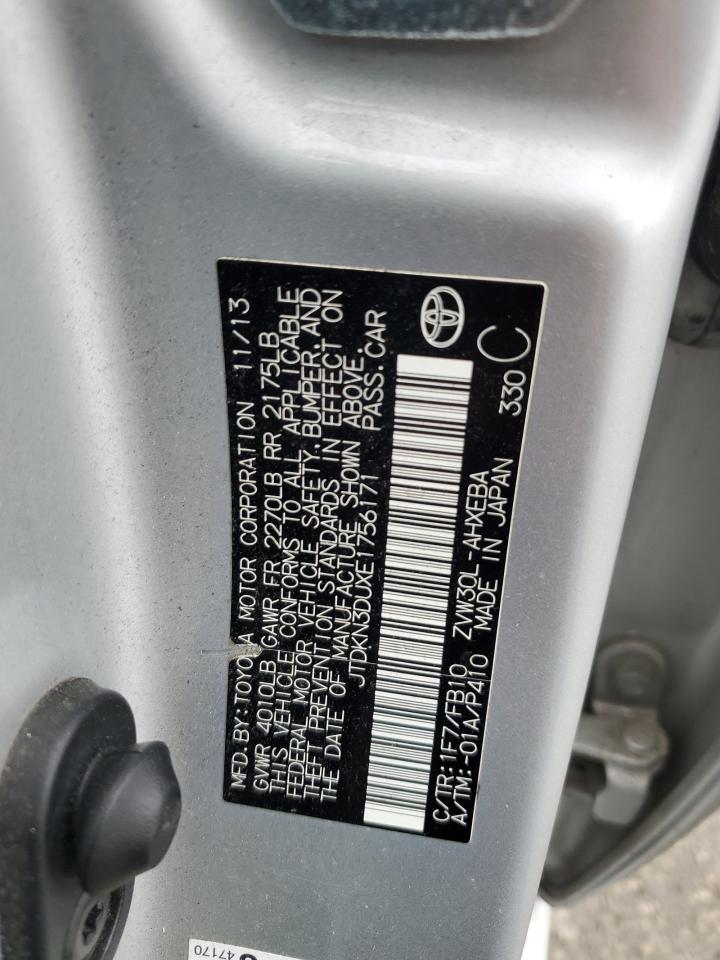 MFD.BY:TOYOTA MOTOR CORPORATION 11/13
GVWR 4010LB GAWR FR 2270LB RR 2175LB
THIS VEHICLE CONFORMS TO ALL APPLICABLE
FEDERAL MOTOR VEHICLE SAFETY,BUMPER,AND
THEFT PREVENTION STANDARDS IN EFFECT ON
THE DATE OF MANUFACTURE SHOWN ABOVE.
JTDKN3DUXE1756171 PASS.CAR
C/TR:1F7/FB10 ZVW30L-AHXEBA
A/TM:-01A/P410 MADE IN JAPAN 330 C
47170